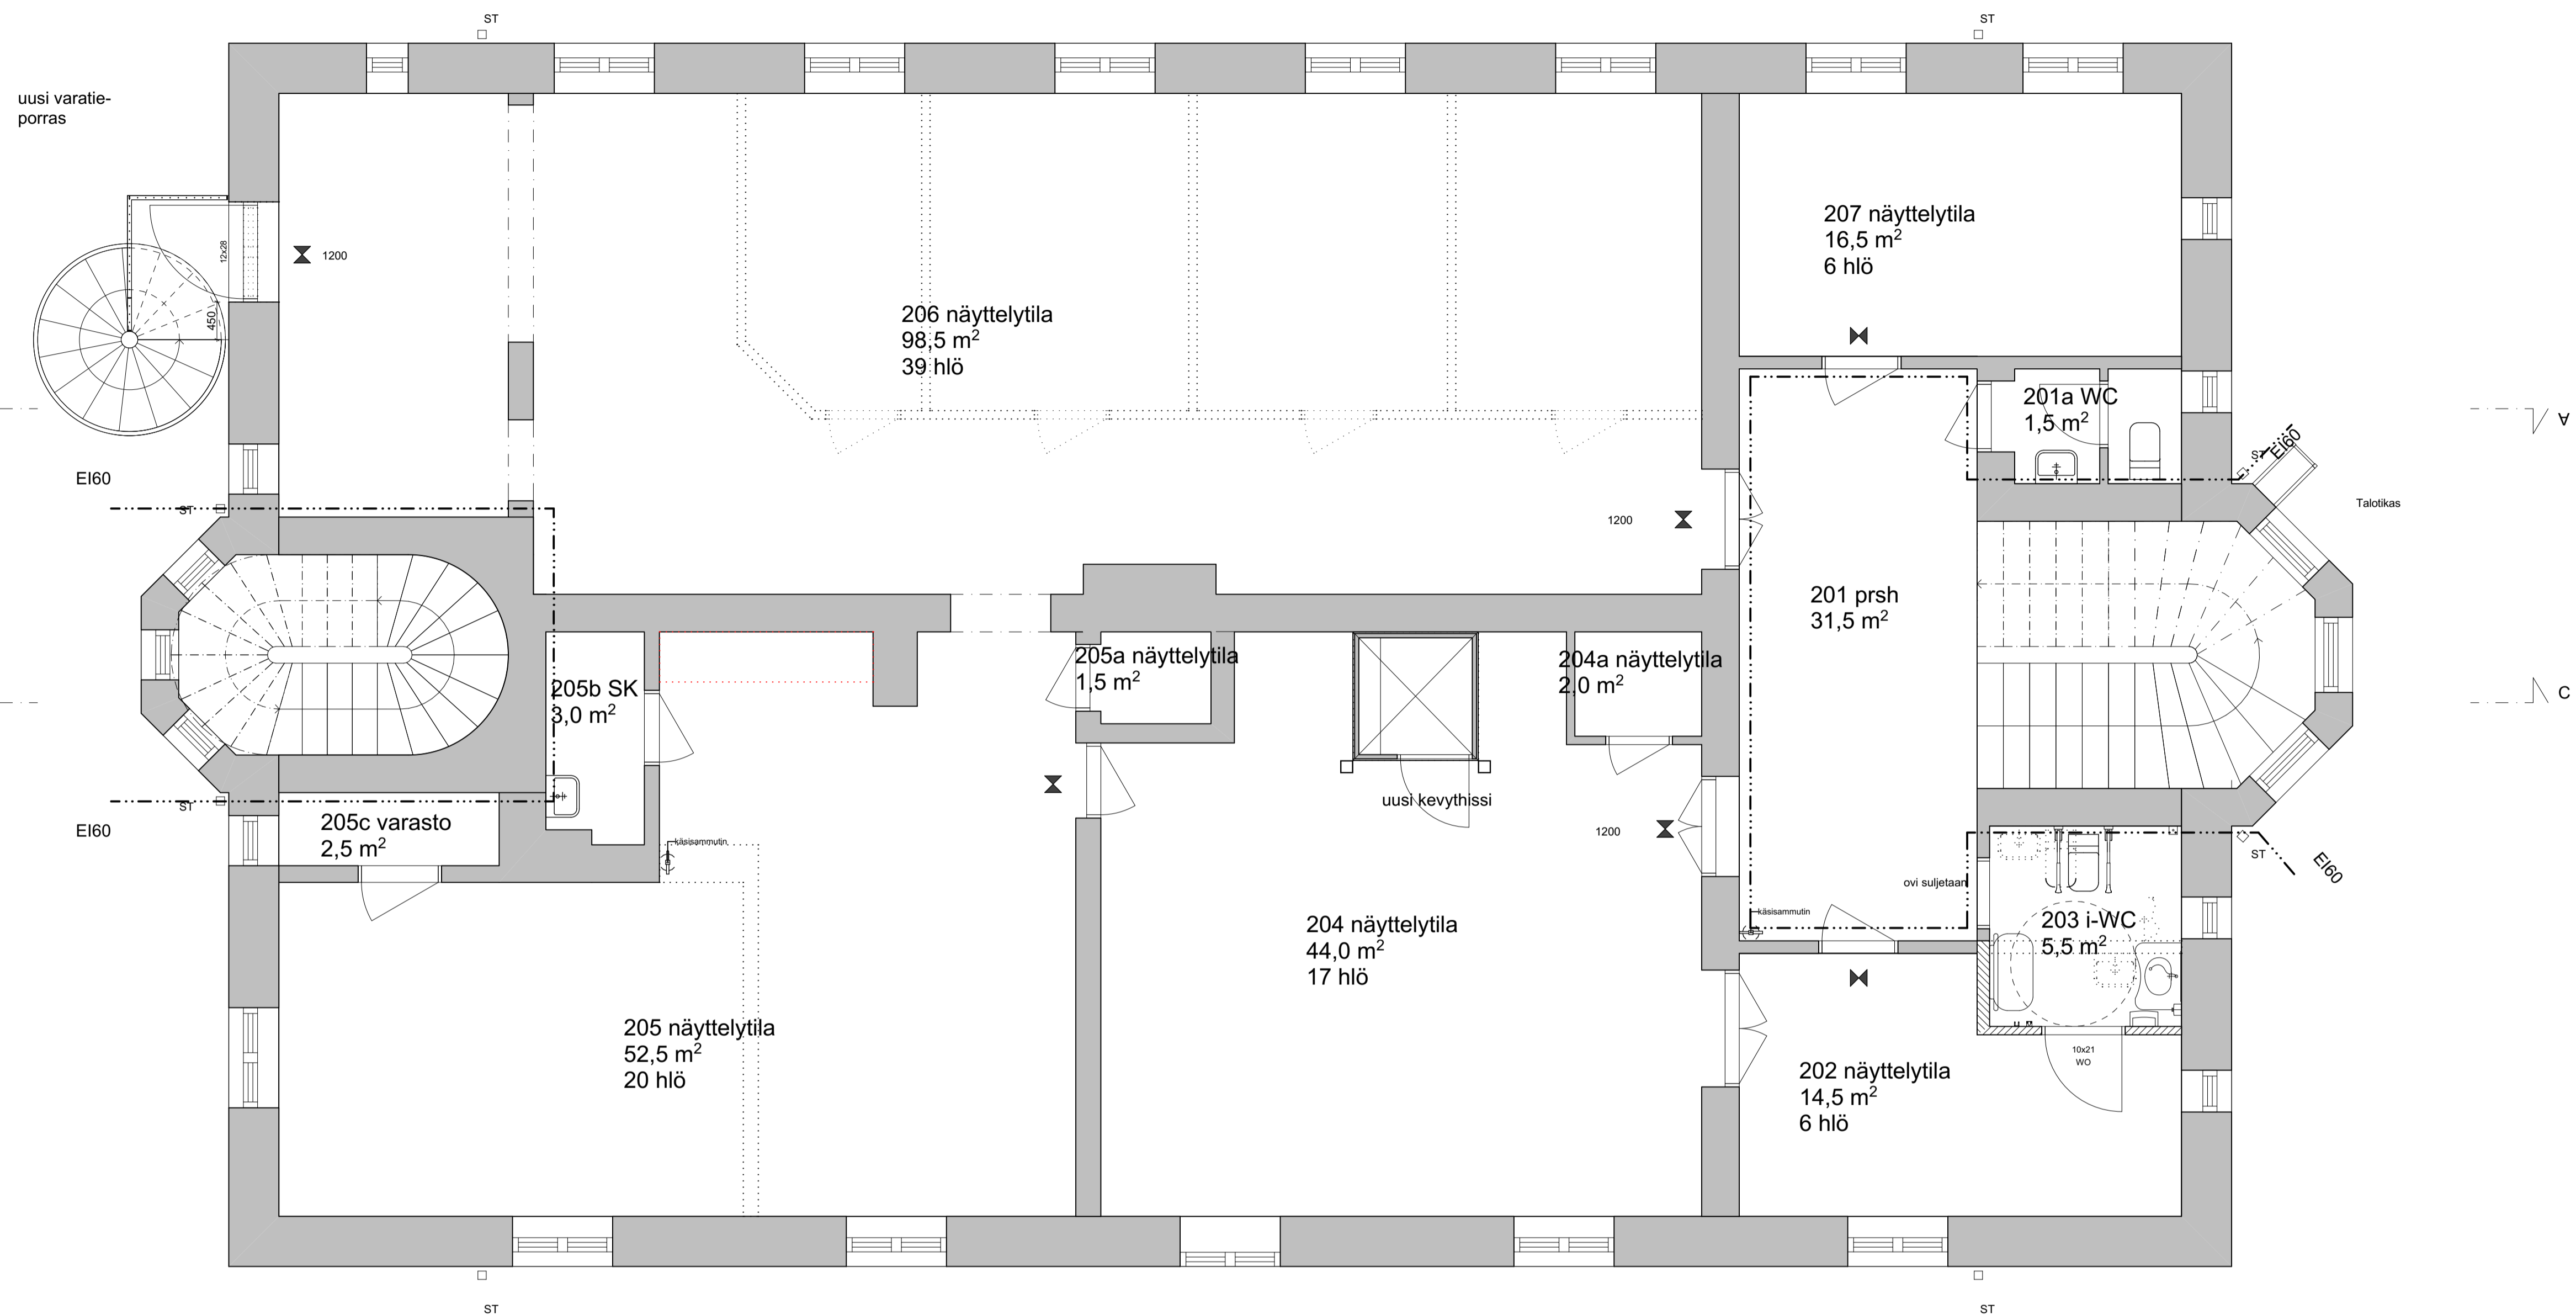 ST
ST
uusi varatie-
porras
12x28
1200
450
207 näyttelytila
16,5 m²
6 hlö
206 näyttelytila
98,5 m²
39 hlö
201a WC
1,5 m²
A
EI60
ST
EI60
ST
Talotikas
1200
201 prsh
31,5 m²
205a näyttelytila
1,5 m²
204a näyttelytila
2,0 m²
205b SK
3,0 m²
C
uusi kevythissi
ST
EI60
205c varasto
2,5 m²
käsisammutin
1200
ST
EI60
ovi suljetaan
käsisammutin
203 i-WC
5,5 m²
204 näyttelytila
44,0 m²
17 hlö
205 näyttelytila
52,5 m²
20 hlö
10x21
WO
202 näyttelytila
14,5 m²
6 hlö
ST
ST